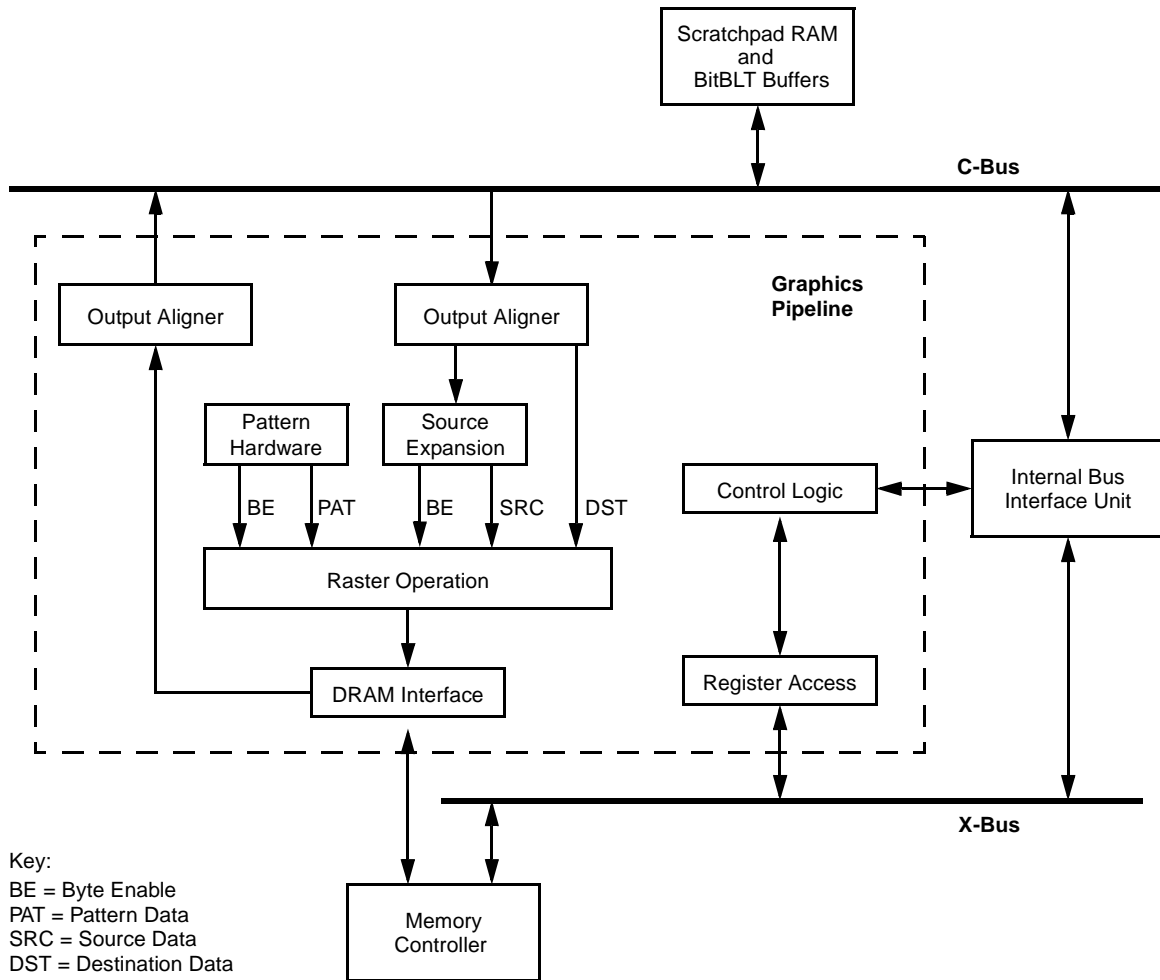 Scratchpad RAM
and
BitBLT Buffers
C-Bus
Graphics
Pipeline
Output Aligner
Output Aligner
Pattern
Hardware
Source
Expansion
Control Logic
Internal Bus
Interface Unit
BE
PAT
BE
SRC
DST
Raster Operation
Register Access
DRAM Interface
X-Bus
Memory
Controller
Key:
BE = Byte Enable
PAT = Pattern Data
SRC = Source Data
DST = Destination Data